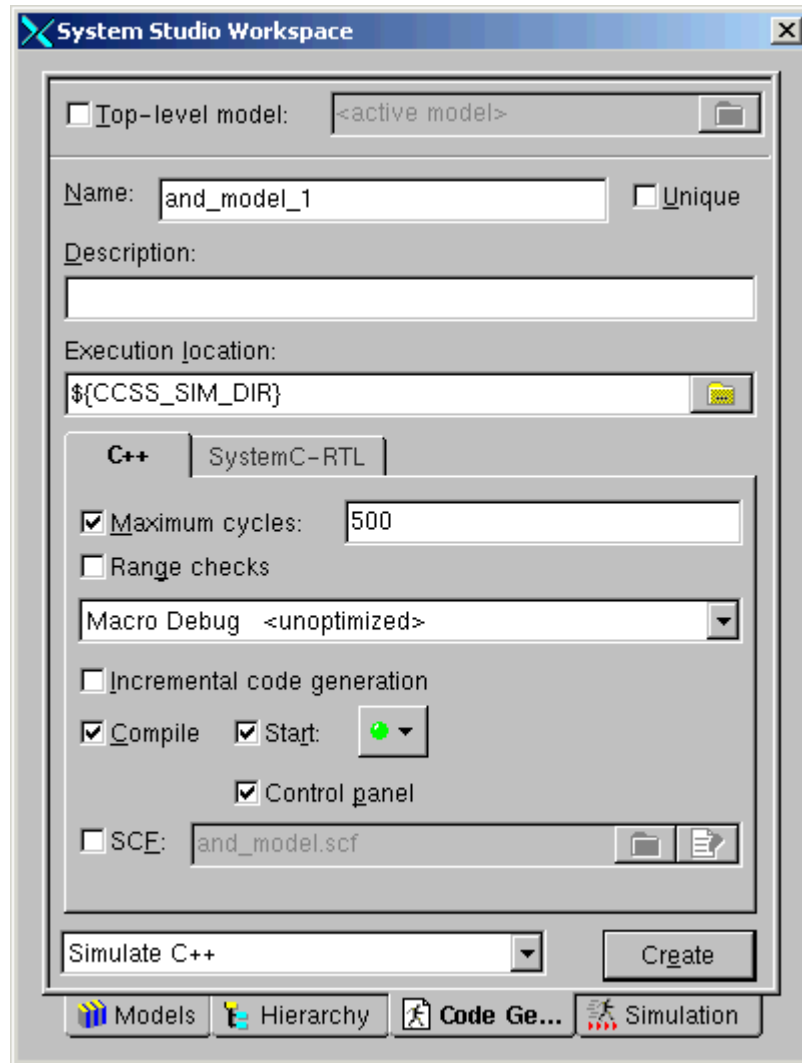 System Studio Workspace
Top-level model: <active model>
Name: and_model_1 Unique
Description:
Execution location:
${CCSS_SIM_DIR}
C++ SystemC-RTL
Maximum cycles: 500
Range checks
Macro Debug <unoptimized>
Incremental code generation
Compile Start:
Control panel
SCF: and_model.scf
Simulate C++ Create
Models Hierarchy Code Ge... Simulation